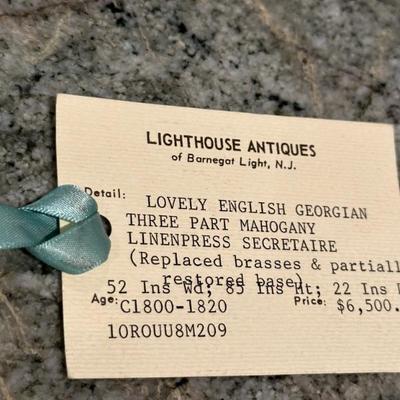 LIGHTHOUSE ANTIQUES
of Barnegat Light, N.J.
Detail: LOVELY ENGLISH GEORGIAN
THREE PART MAHOGANY
LINENPRESS SECRETAIRE
(Replaced brasses & partiall
restored base)
52 Ins Wd; 85 Ins Ht; 22 Ins
Age: C1800-1820 Price: $6,500.
10ROUU8M209